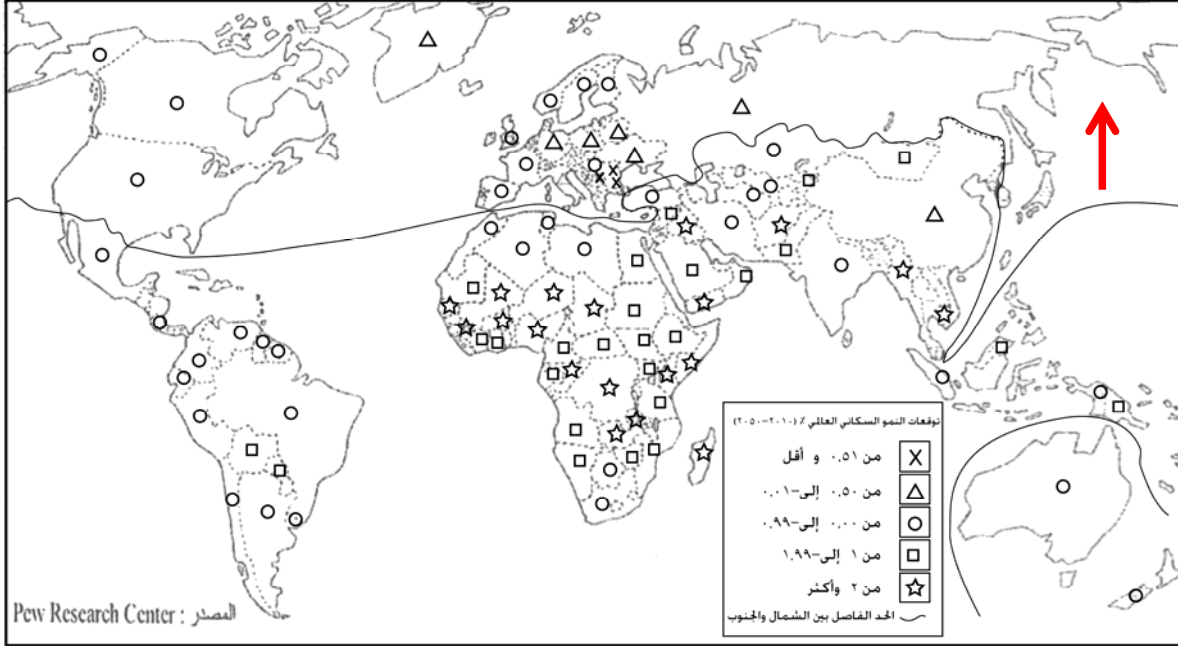 توقعات النمو السكاني العالمي ٪ (٢٠١٠-٢٠٥٠)
من ٠.٥١ و أقل
من ٠.٥٠ إلى-٠.٠١
من ٠.٠٠ إلى-٠.٩٩
من ١ إلى-١.٩٩
من ٢ وأكثر
الحد الفاصل بين الشمال والجنوب
المصدر : Pew Research Center